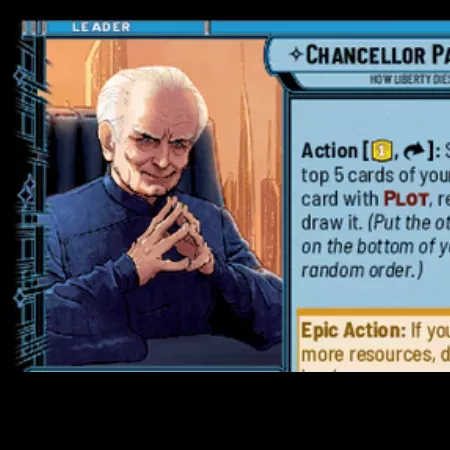 LEADER
CHANCELLOR PA
HOW LIBERTY DIES
Action [1, ]: S
top 5 cards of your
card with PLOT, re
draw it. (Put the ot
on the bottom of y
random order.)
Epic Action: If you
more resources, d